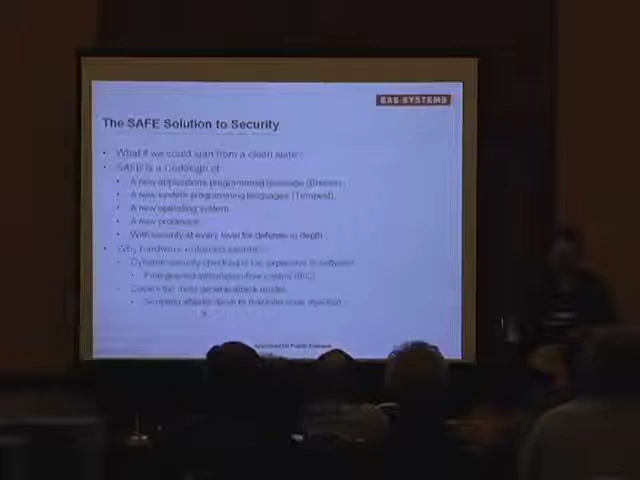 BAE SYSTEMS
The SAFE Solution to Security
• What if we could start from a clean slate?
• SAFE is a Codesign of
• A new applications programming language (Breeze)
• A new system programming languages (Tempest)
• A new operating system
• A new processor
• With security at every level for defense in depth
• Why hardware enforced security?
• Dynamic security checking is too expensive in software
• Fine-grained information flow control (IFC)
• Covers the most general attack model
• Scoping attacks down to machine code injection
Approved for Public Release